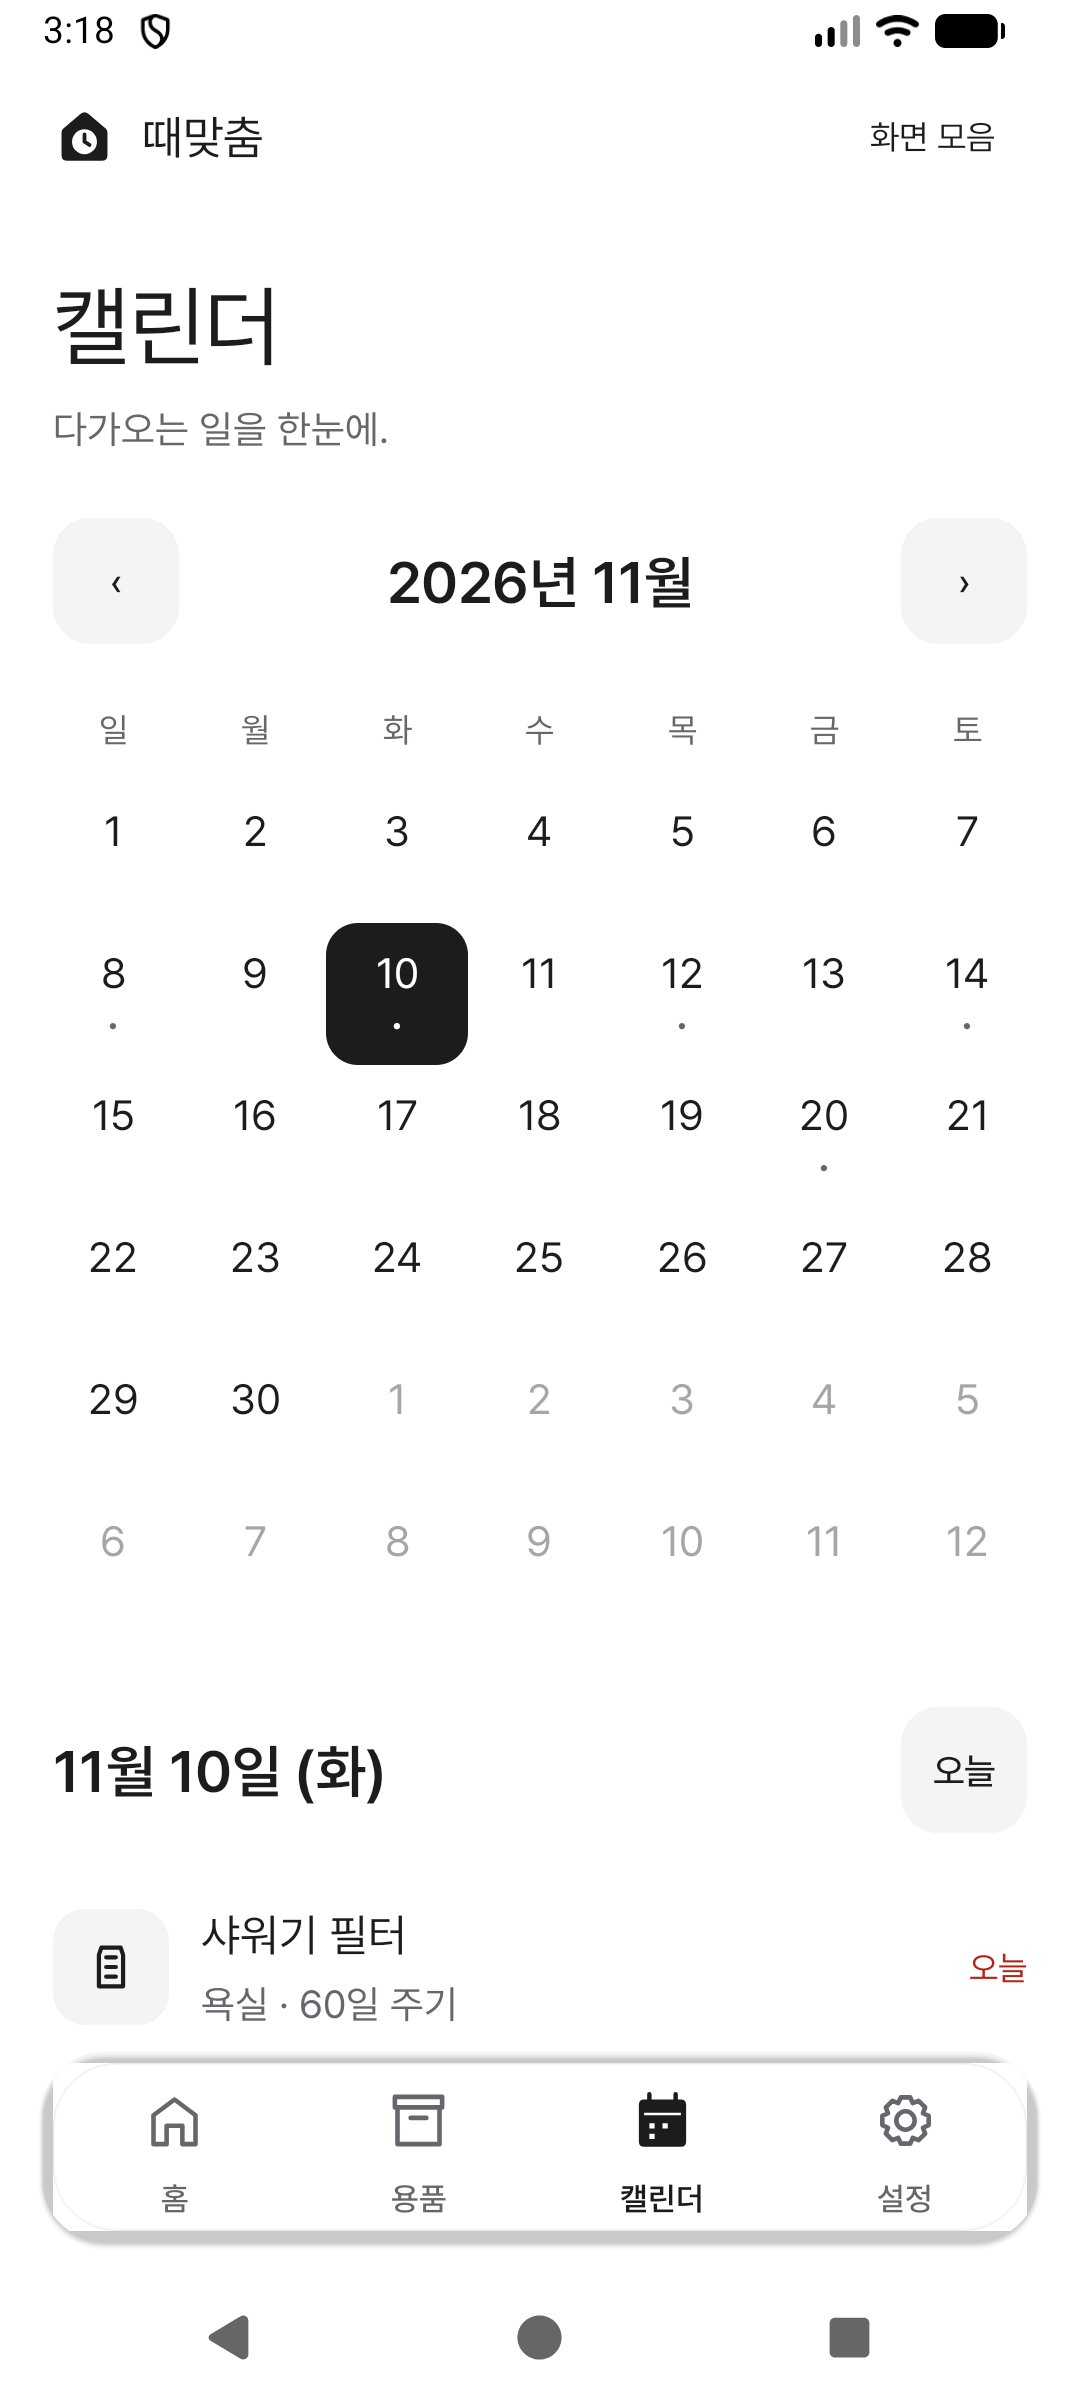 3:18
때맞춤
화면 모음
캘린더
다가오는 일을 한눈에.
‹ 2026년 11월 ›
일 월 화 수 목 금 토
1 2 3 4 5 6 7
8 9 10 11 12 13 14
15 16 17 18 19 20 21
22 23 24 25 26 27 28
29 30 1 2 3 4 5
6 7 8 9 10 11 12
11월 10일 (화)
오늘
샤워기 필터
욕실 · 60일 주기
오늘
홈 용품 캘린더 설정